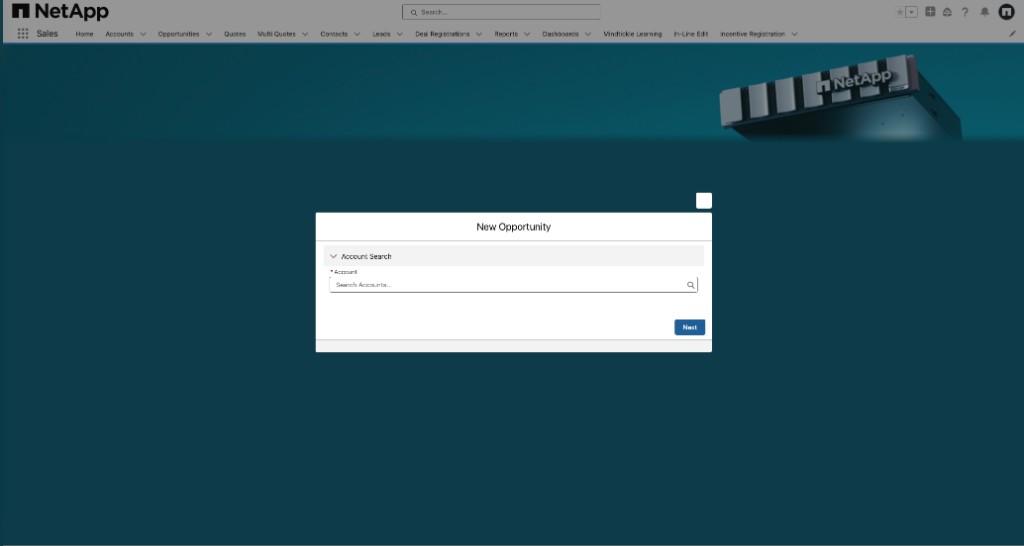 NetApp
Search...
Sales Home Accounts Opportunities Quotes Multi Quotes Contacts Leads Deal Registrations Reports Dashboards Mindtickle Learning In-Line Edit Incentive Registration
NetApp
New Opportunity
Account Search
* Account
Search Accounts...
Next